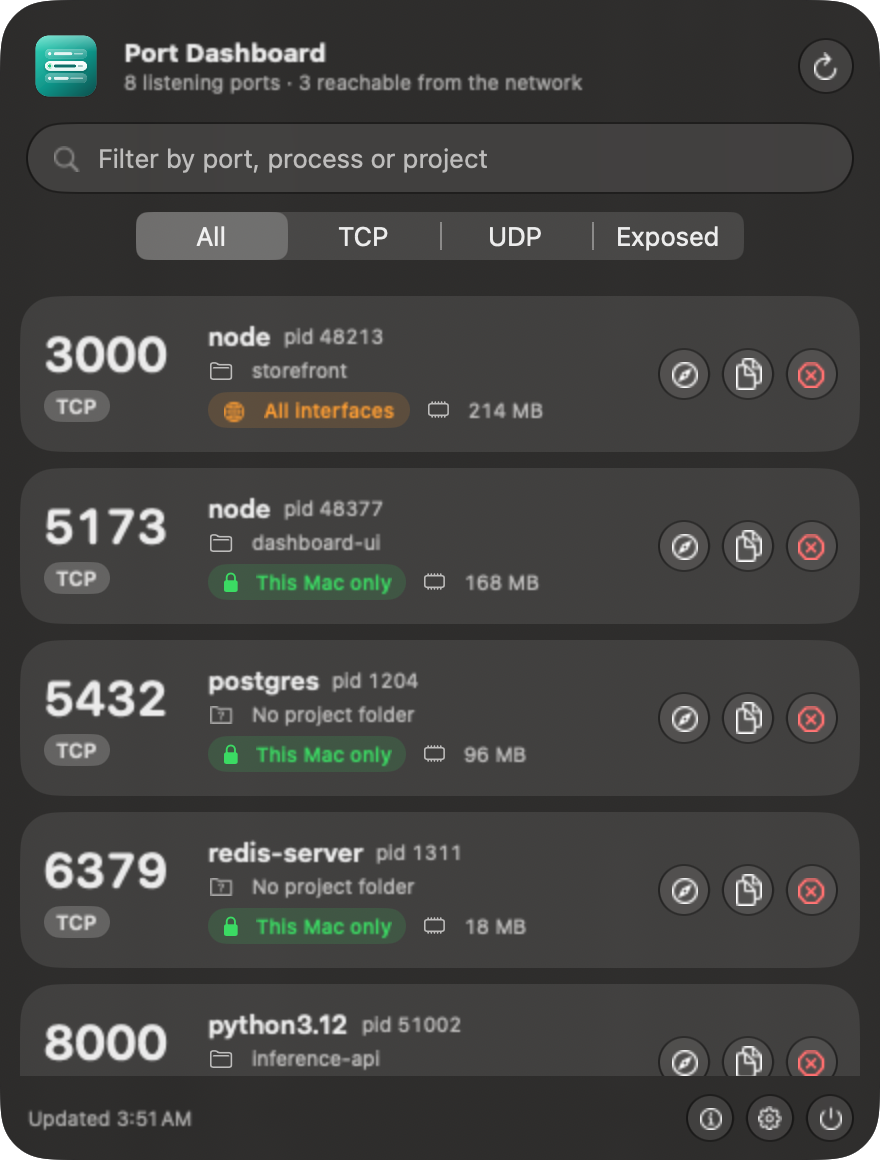 Port Dashboard
8 listening ports · 3 reachable from the network
Filter by port, process or project
All TCP UDP Exposed
3000 node pid 48213
storefront
TCP All interfaces 214 MB
5173 node pid 48377
dashboard-ui
TCP This Mac only 168 MB
5432 postgres pid 1204
No project folder
TCP This Mac only 96 MB
6379 redis-server pid 1311
No project folder
TCP This Mac only 18 MB
8000 python3.12 pid 51002
inference-api
Updated 3:51 AM